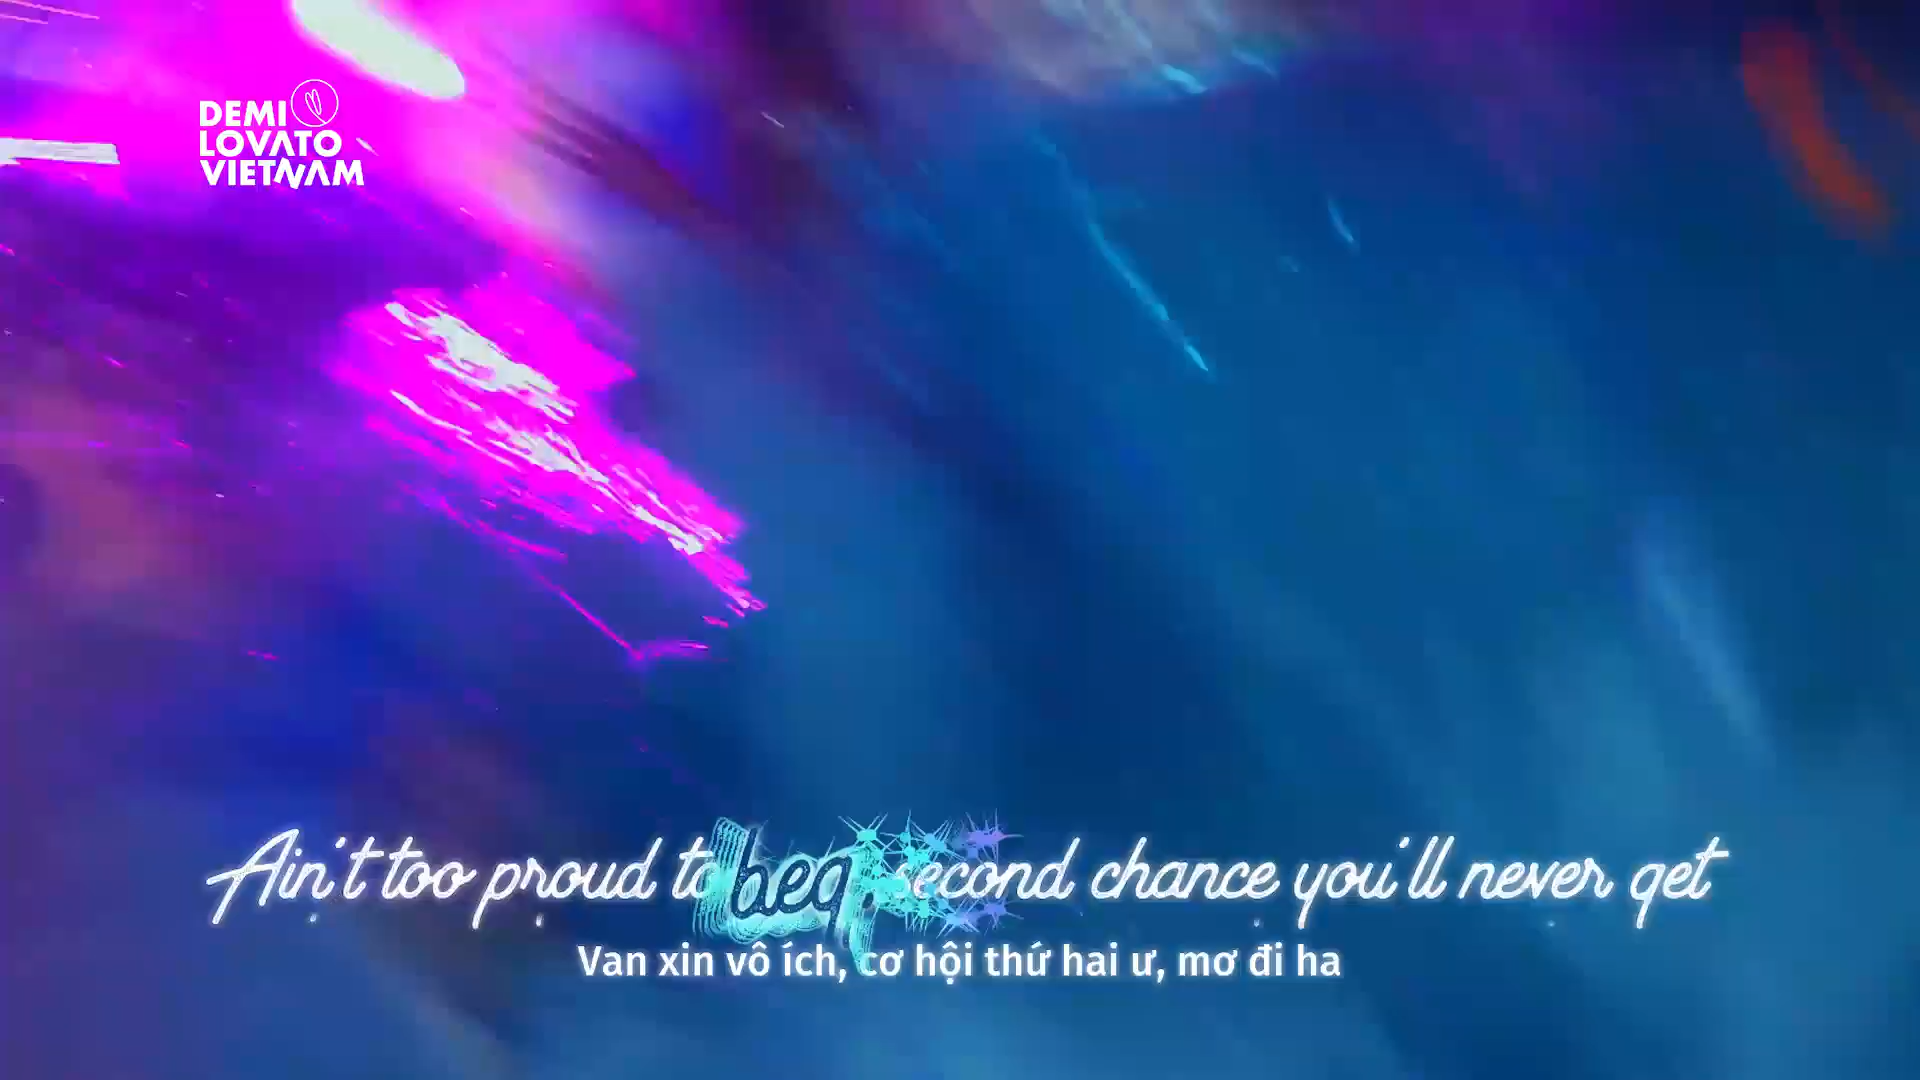 DEMI
LOVATO
VIETNAM
Ain't too proud to beg, second chance you'll never get
Van xin vô ích, cơ hội thứ hai ư, mơ đi ha